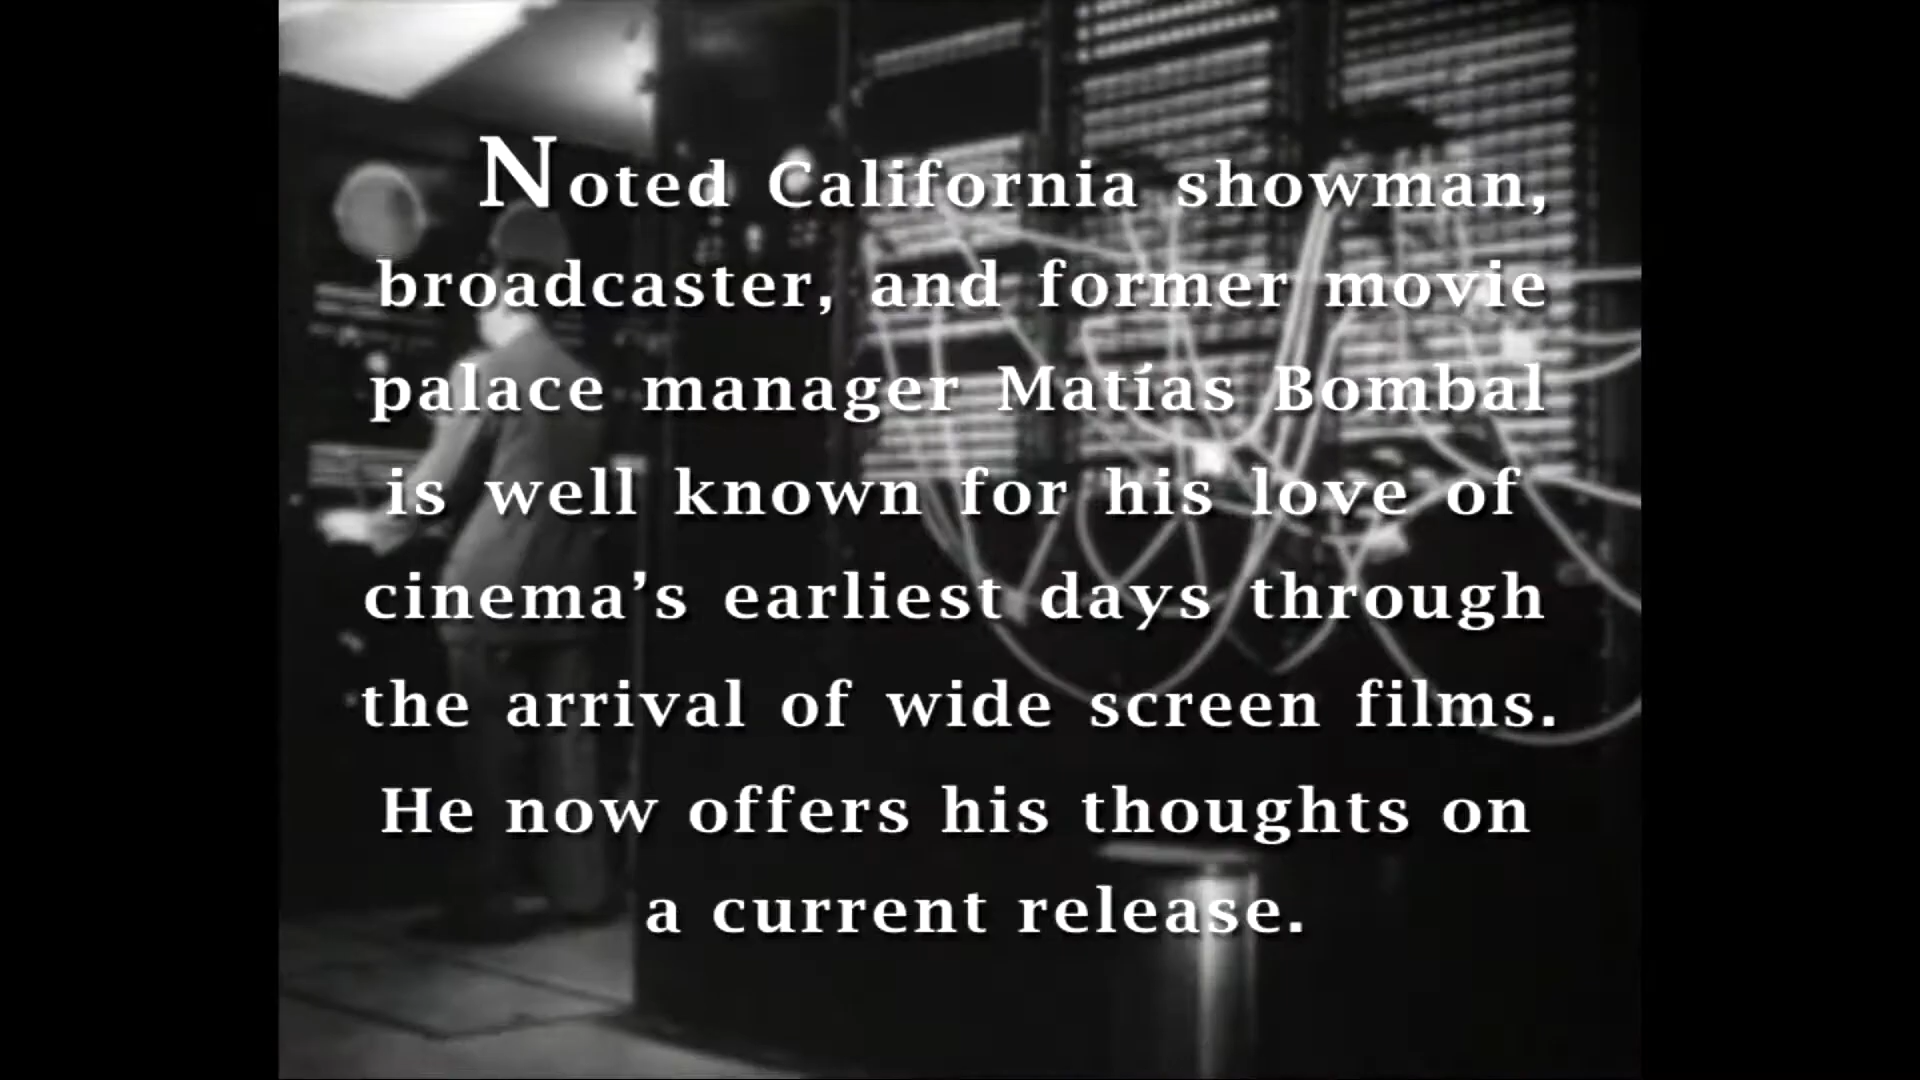 Noted California showman,
broadcaster, and former movie
palace manager Matías Bombal
is well known for his love of
cinema’s earliest days through
the arrival of wide screen films.
He now offers his thoughts on
a current release.